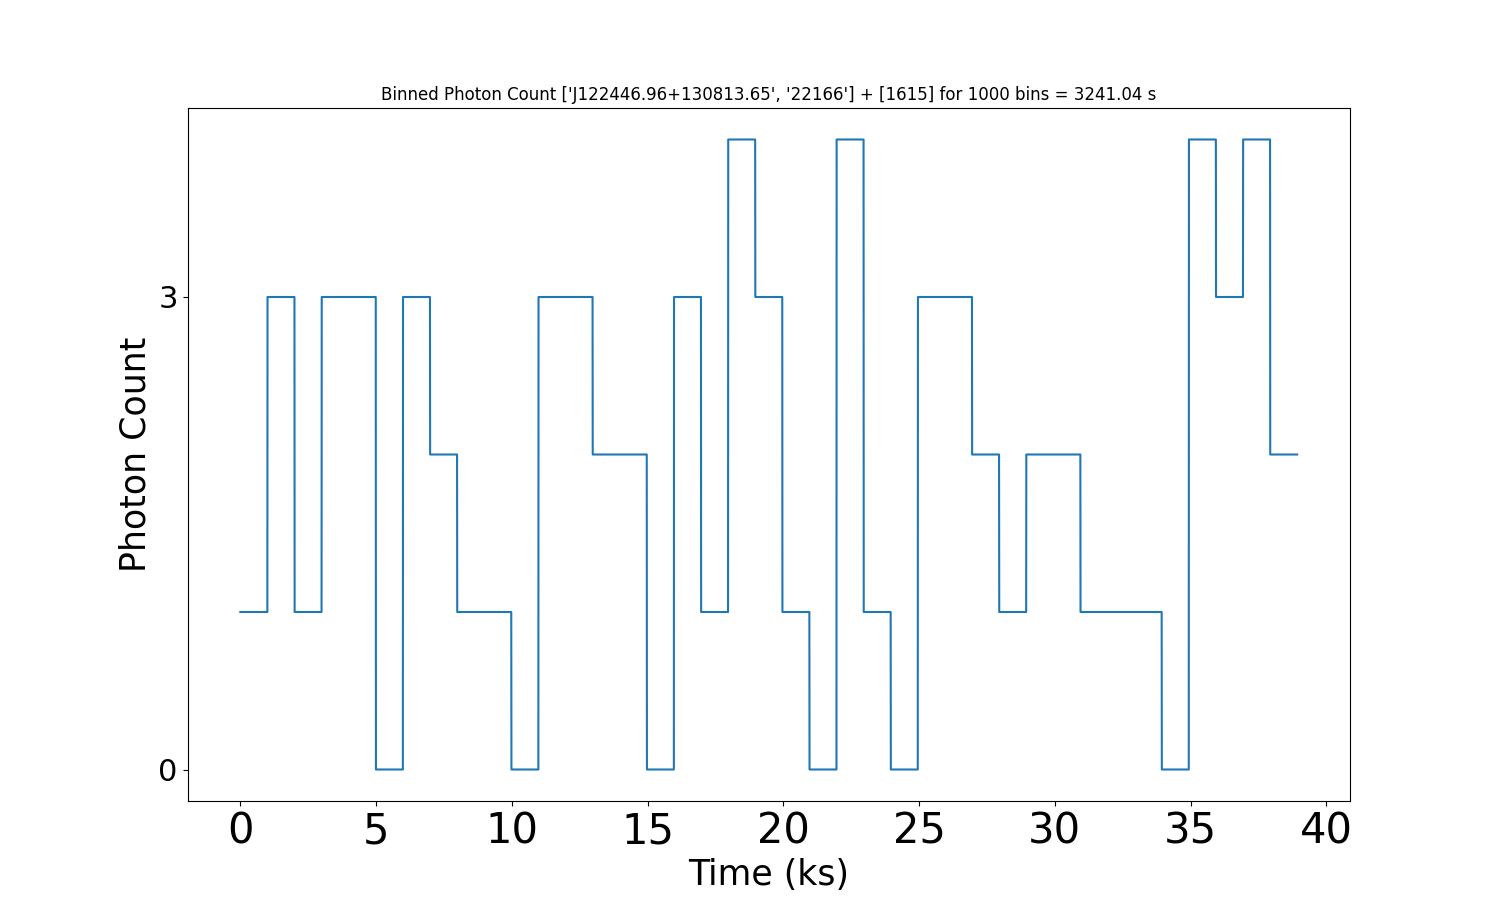 Binned Photon Count ['J122446.96+130813.65', '22166'] + [1615] for 1000 bins = 3241.04 s
Photon Count
3
0
0 5 10 15 20 25 30 35 40
Time (ks)